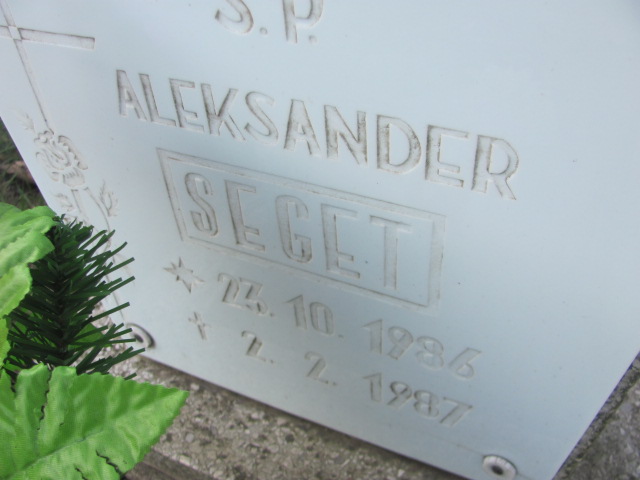 S.P.
ALEKSANDER
SEGET
* 23. 10. 1986
+ 2. 2. 1987